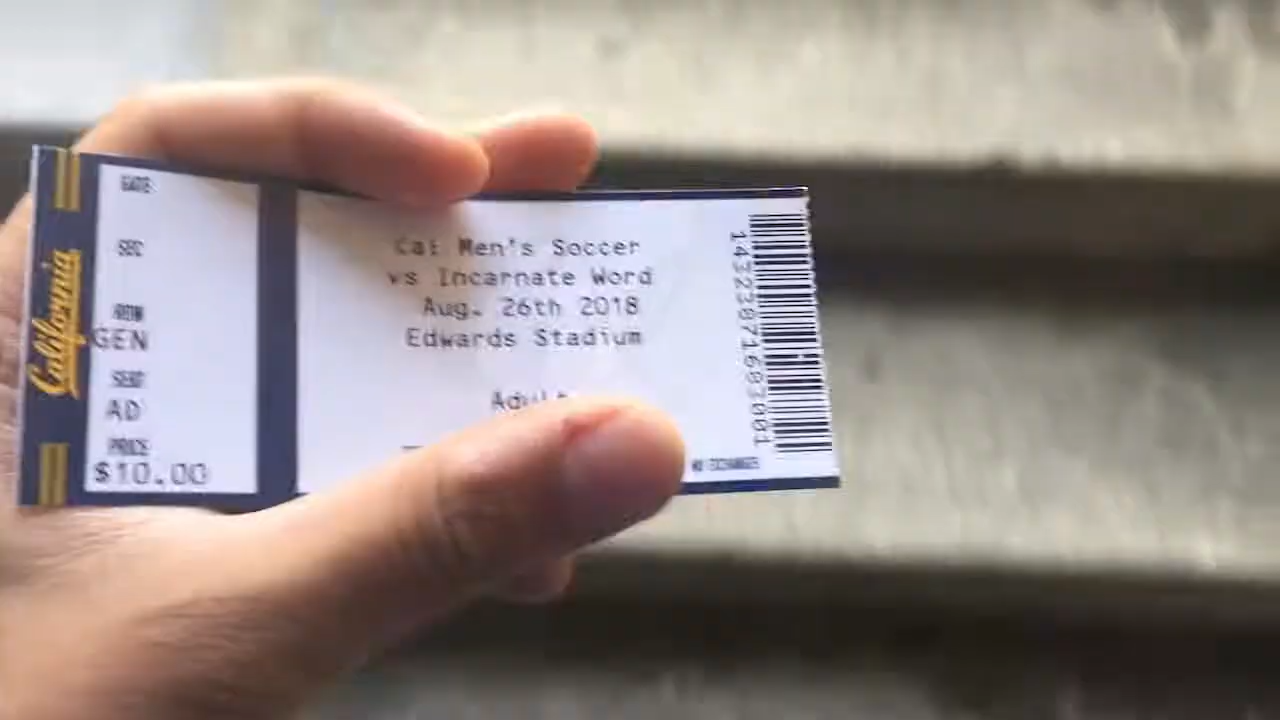 California
GATE
SEC
ROW
GEN
SEAT
AD
PRICE
$10.00
Cal Men's Soccer
vs Incarnate Word
Aug. 26th 2018
Edwards Stadium
Adult
NO EXCHANGES